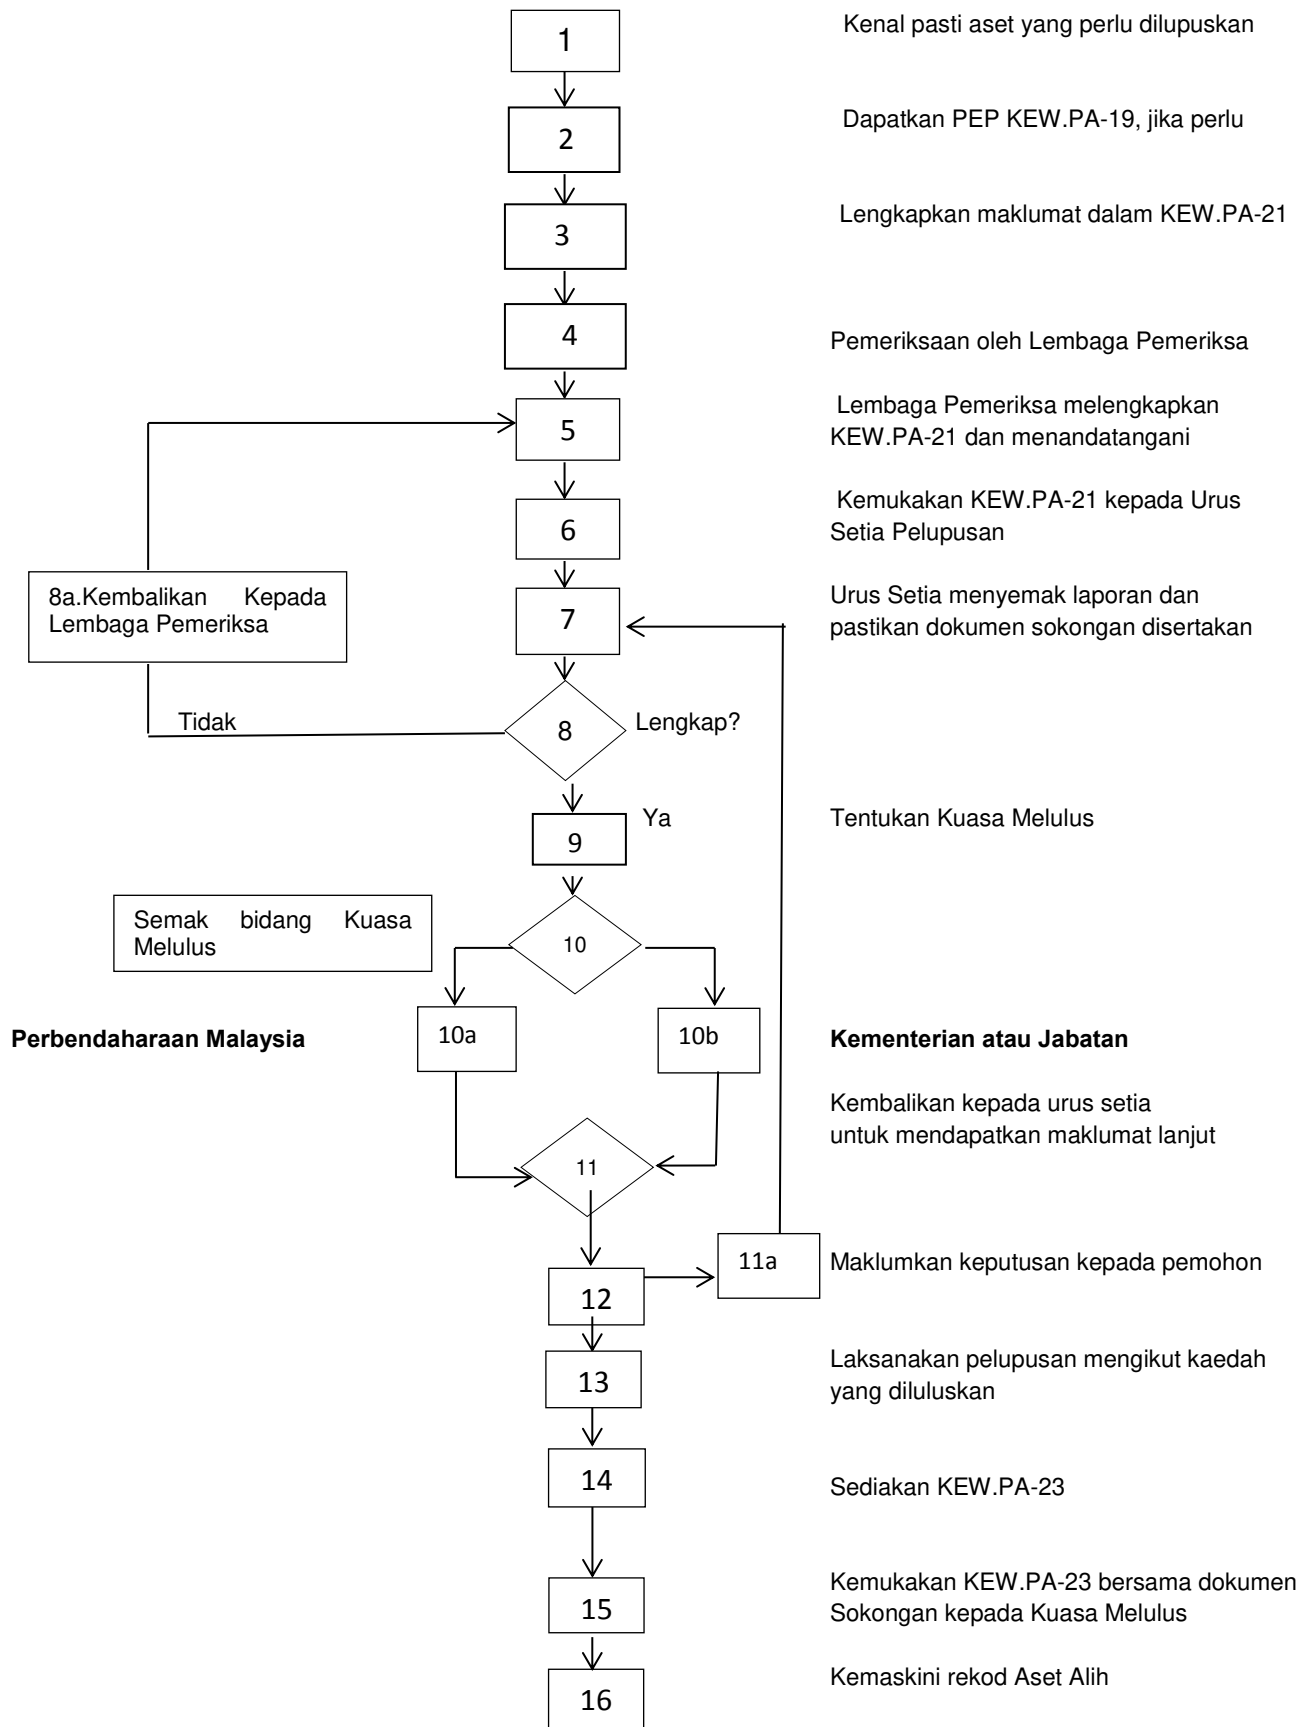 1
Kenal pasti aset yang perlu dilupuskan
2
Dapatkan PEP KEW.PA-19, jika perlu
3
Lengkapkan maklumat dalam KEW.PA-21
4
Pemeriksaan oleh Lembaga Pemeriksa
5
Lembaga Pemeriksa melengkapkan
KEW.PA-21 dan menandatangani
6
Kemukakan KEW.PA-21 kepada Urus
Setia Pelupusan
8a.Kembalikan Kepada
Lembaga Pemeriksa
7
Urus Setia menyemak laporan dan
pastikan dokumen sokongan disertakan
Tidak
8
Lengkap?
9
Ya
Tentukan Kuasa Melulus
Semak bidang Kuasa
Melulus
10
Perbendaharaan Malaysia
10a
10b
Kementerian atau Jabatan
Kembalikan kepada urus setia
untuk mendapatkan maklumat lanjut
11
11a
Maklumkan keputusan kepada pemohon
12
13
Laksanakan pelupusan mengikut kaedah
yang diluluskan
14
Sediakan KEW.PA-23
15
Kemukakan KEW.PA-23 bersama dokumen
Sokongan kepada Kuasa Melulus
16
Kemaskini rekod Aset Alih